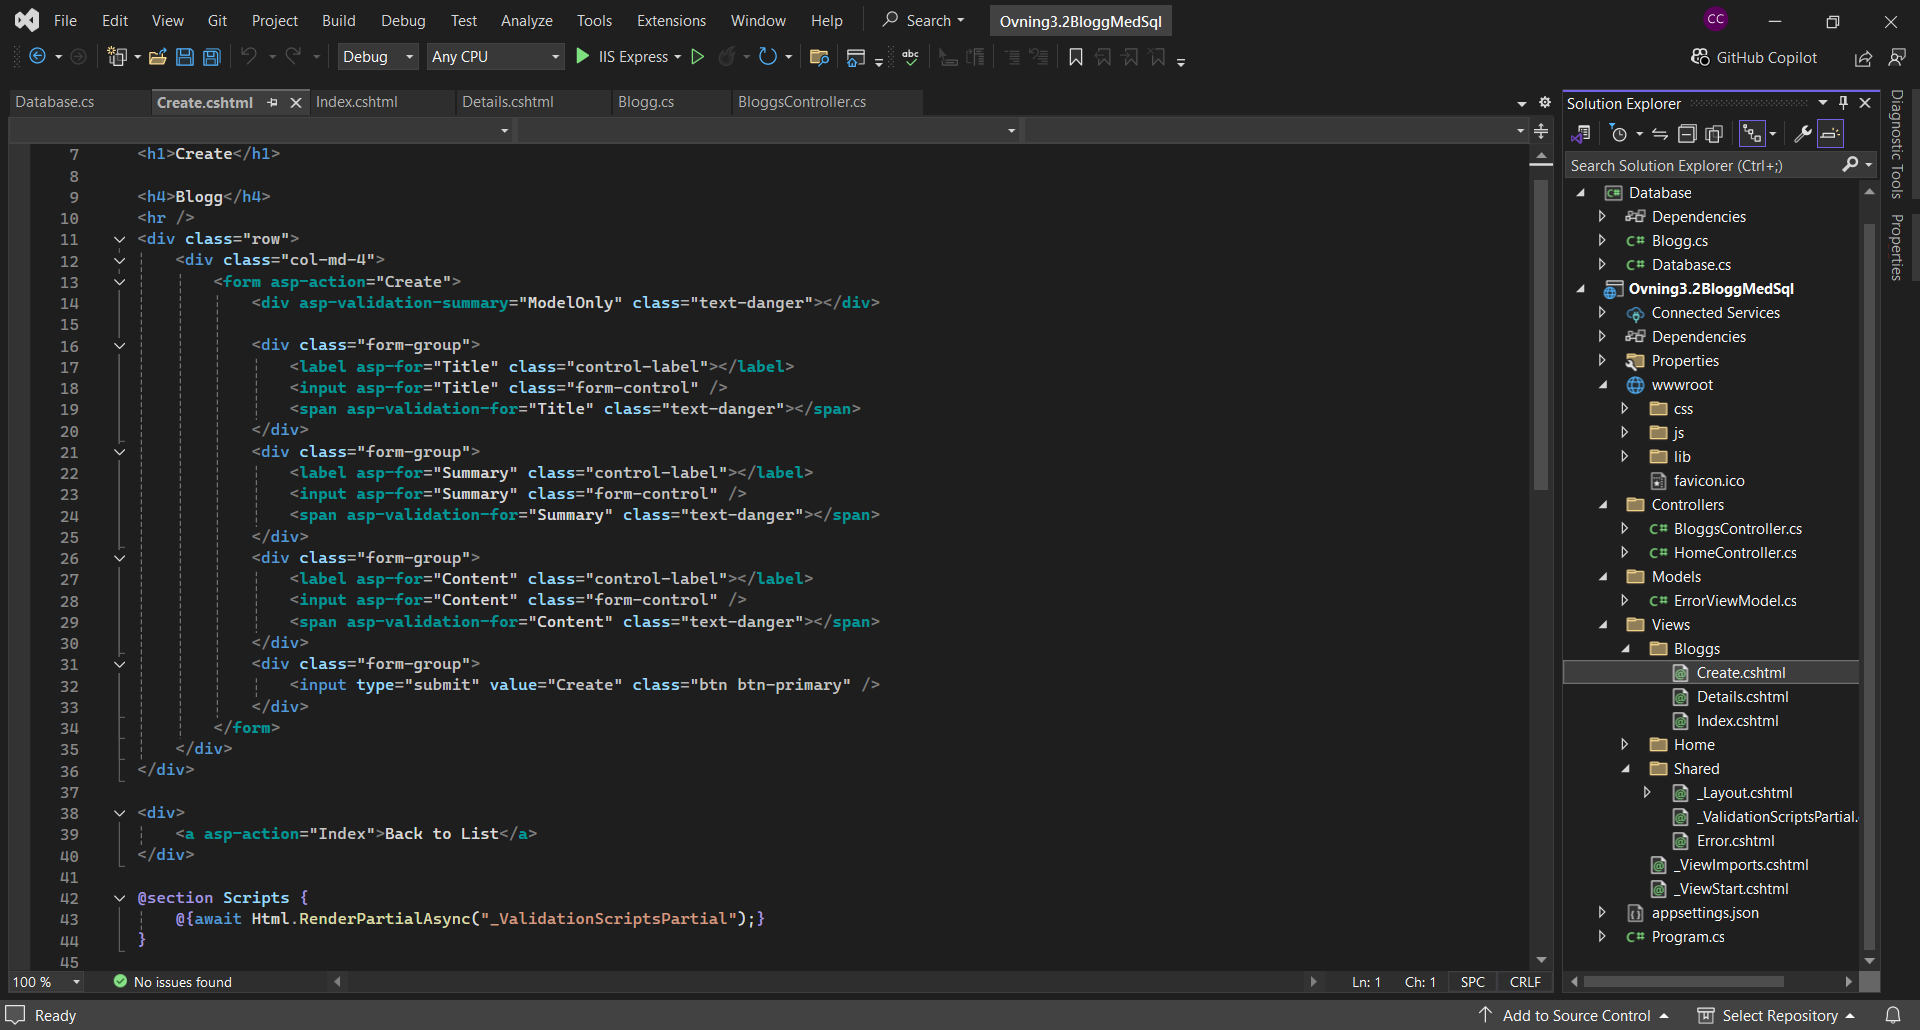 File Edit View Git Project Build Debug Test Analyze Tools Extensions Window Help Search Ovning3.2BloggMedSql CC
Debug Any CPU IIS Express abc GitHub Copilot
Database.cs Create.cshtml Index.cshtml Details.cshtml Blogg.cs BloggsController.cs
7 <h1>Create</h1>
8
9 <h4>Blogg</h4>
10 <hr />
11 <div class="row">
12 <div class="col-md-4">
13 <form asp-action="Create">
14 <div asp-validation-summary="ModelOnly" class="text-danger"></div>
15
16 <div class="form-group">
17 <label asp-for="Title" class="control-label"></label>
18 <input asp-for="Title" class="form-control" />
19 <span asp-validation-for="Title" class="text-danger"></span>
20 </div>
21 <div class="form-group">
22 <label asp-for="Summary" class="control-label"></label>
23 <input asp-for="Summary" class="form-control" />
24 <span asp-validation-for="Summary" class="text-danger"></span>
25 </div>
26 <div class="form-group">
27 <label asp-for="Content" class="control-label"></label>
28 <input asp-for="Content" class="form-control" />
29 <span asp-validation-for="Content" class="text-danger"></span>
30 </div>
31 <div class="form-group">
32 <input type="submit" value="Create" class="btn btn-primary" />
33 </div>
34 </form>
35 </div>
36 </div>
37
38 <div>
39 <a asp-action="Index">Back to List</a>
40 </div>
41
42 @section Scripts {
43 @{await Html.RenderPartialAsync("_ValidationScriptsPartial");}
44 }
45
100 % No issues found Ln: 1 Ch: 1 SPC CRLF
Solution Explorer
Search Solution Explorer (Ctrl+;)
Database
Dependencies
C# Blogg.cs
C# Database.cs
Ovning3.2BloggMedSql
Connected Services
Dependencies
Properties
wwwroot
css
js
lib
favicon.ico
Controllers
C# BloggsController.cs
C# HomeController.cs
Models
C# ErrorViewModel.cs
Views
Bloggs
Create.cshtml
Details.cshtml
Index.cshtml
Home
Shared
_Layout.cshtml
_ValidationScriptsPartial.
Error.cshtml
_ViewImports.cshtml
_ViewStart.cshtml
appsettings.json
C# Program.cs
Diagnostic Tools
Properties
Ready Add to Source Control Select Repository